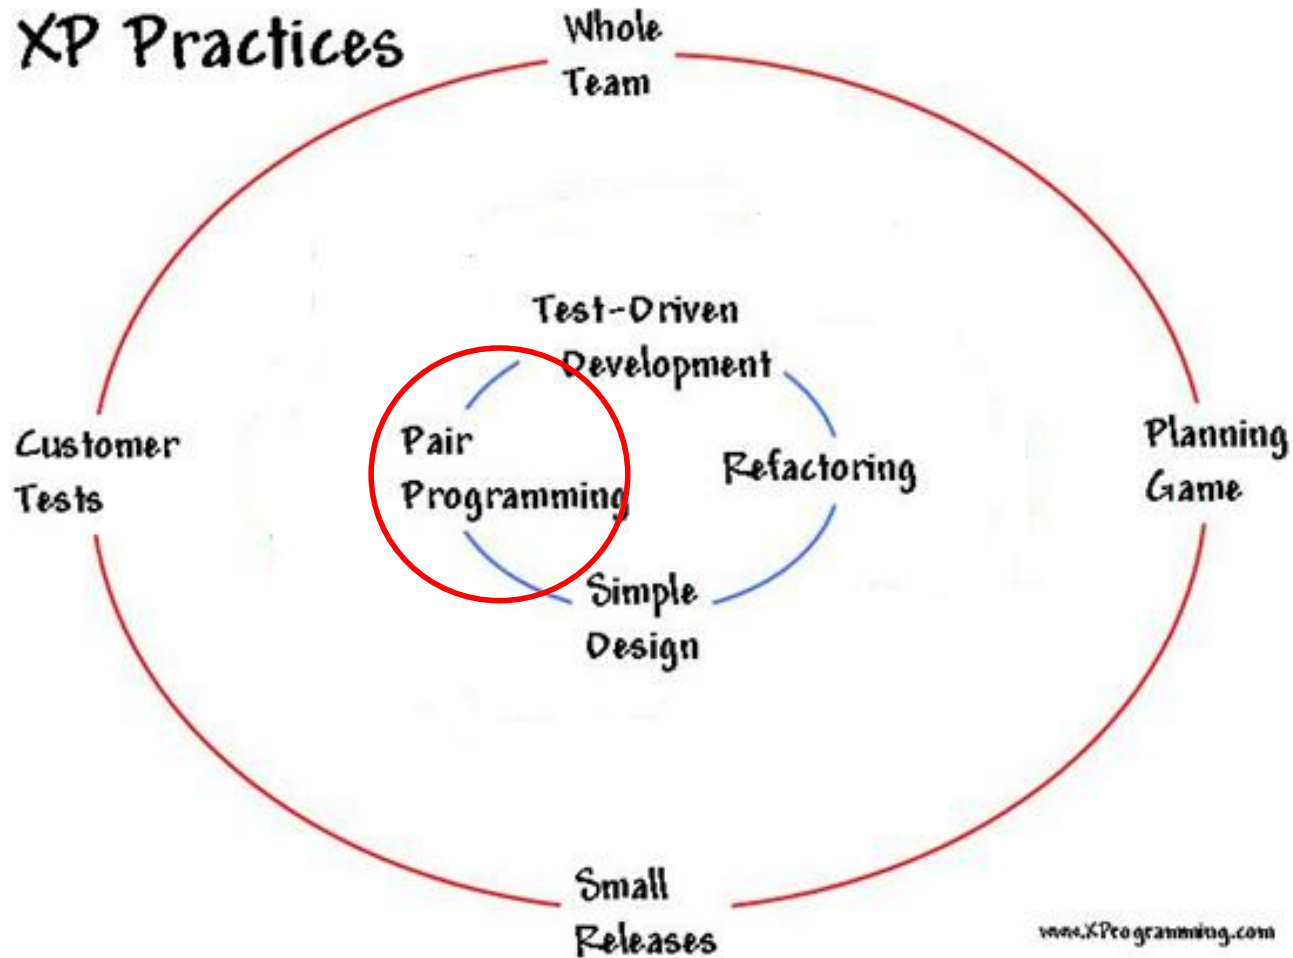 XP Practices
Whole
Team
Test-Driven
Development
Customer
Tests
Pair
Programming
Refactoring
Planning
Game
Simple
Design
Small
Releases
www.XProgramming.com